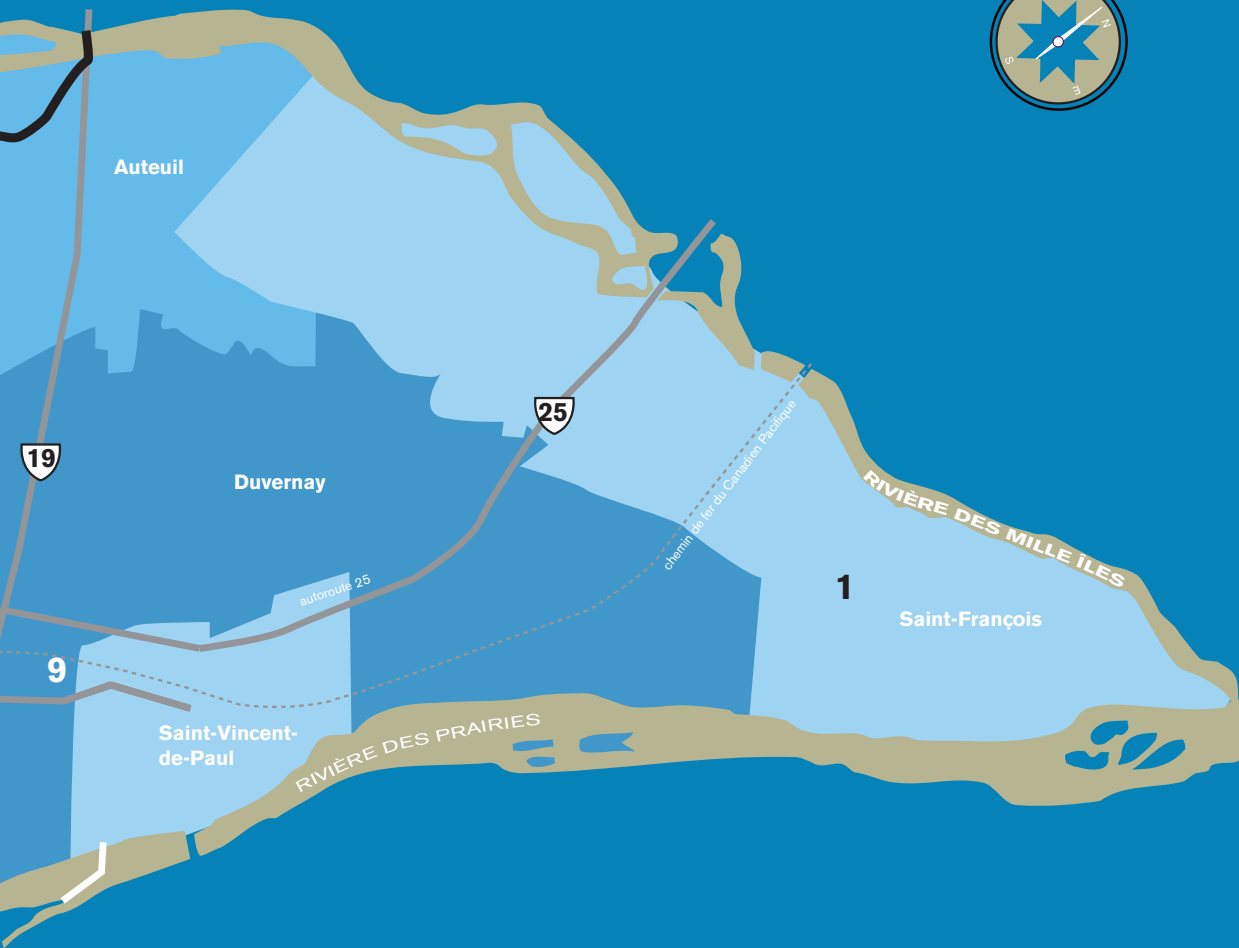 N
S
E
Auteuil
25
19
Duvernay
chemin de fer du Canadien Pacifique
RIVIÈRE DES MILLE ÎLES
autoroute 25
1
Saint-François
9
Saint-Vincent-
de-Paul
RIVIÈRE DES PRAIRIES